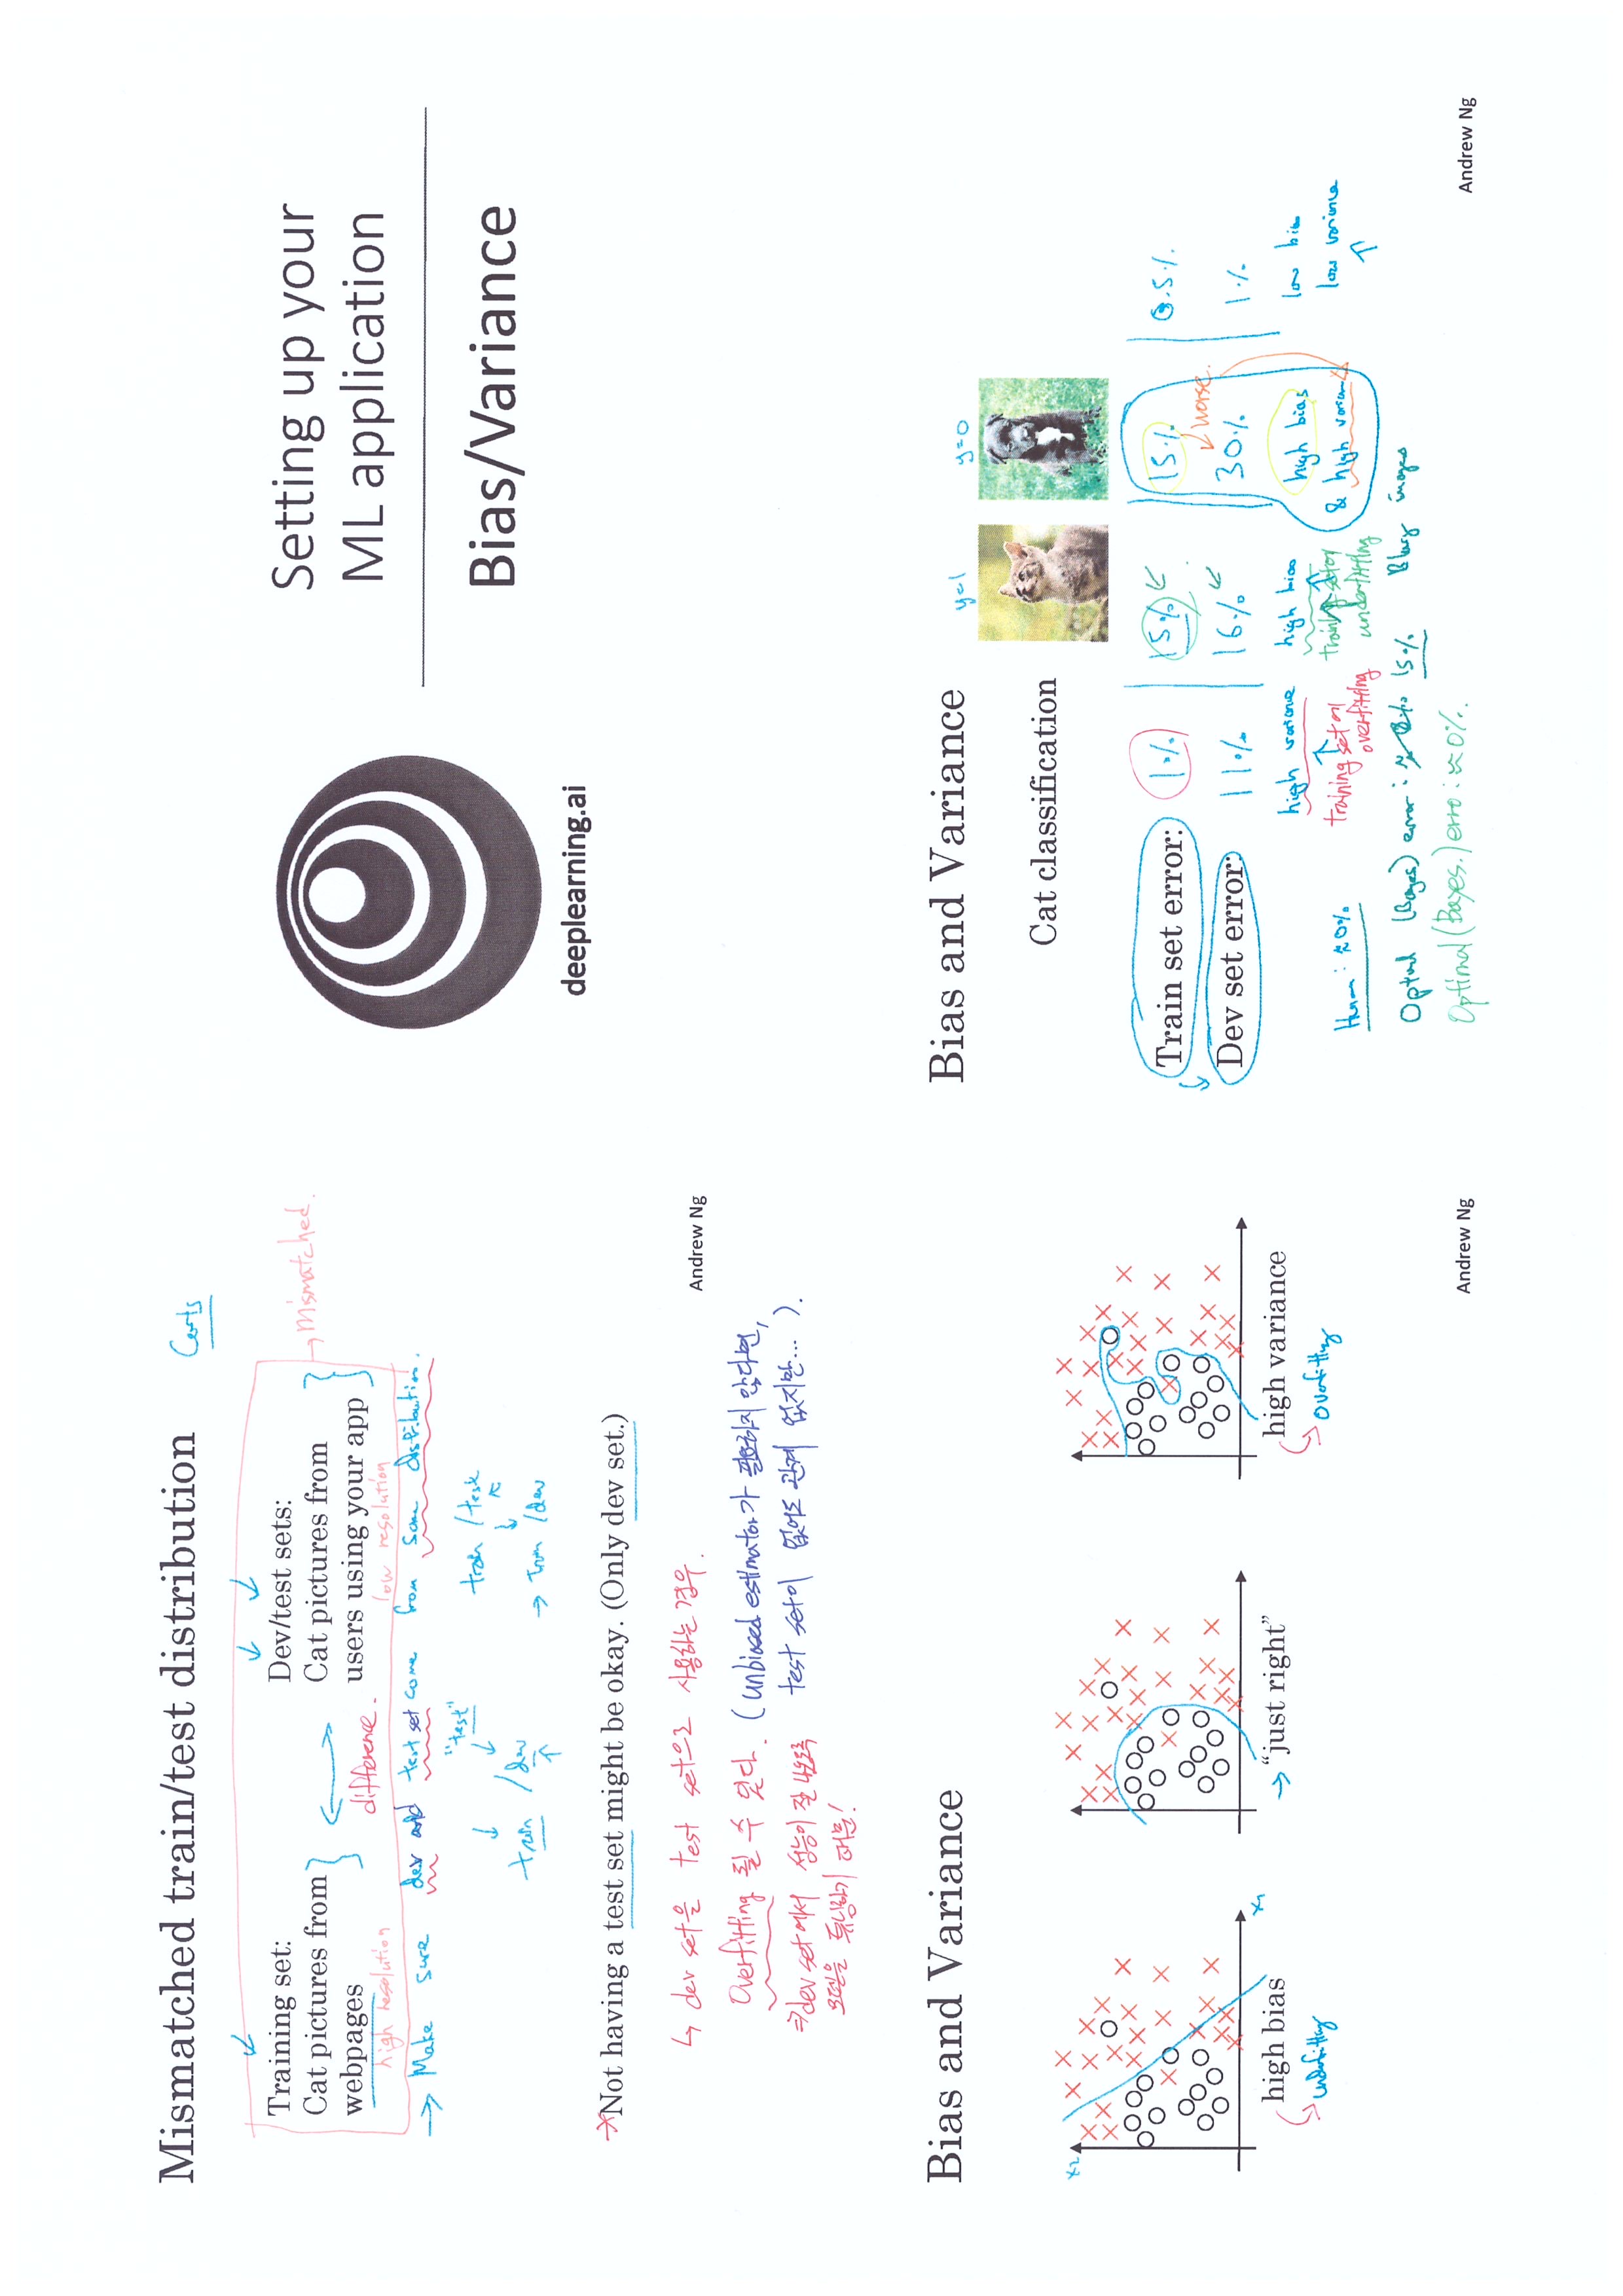 Mismatched train/test distribution
Training set:
Cat pictures from
webpages
high resolution
difference.
Dev/test sets:
Cat pictures from
users using your app
low resolution
→ mismatched.
→ Make sure dev and test set come from same distribution.
"test"
train / dev
train / test
→ train / dev
Not having a test set might be okay. (Only dev set.)
↳ dev set을 test set으로 사용하는 경우.
Overfitting 될 수 있다. (unbiased estimator가 필요하지 않다면,
test set이 없어도 관계 없지만... ).
⇒ dev set에서 성능이 잘 나오도록
모델을 튜닝하기 때문!
Andrew Ng
deeplearning.ai
Setting up your
ML application
Bias/Variance
Bias and Variance
x2
x1
high bias
underfitting
→ "just right"
high variance
overfitting
Andrew Ng
Bias and Variance
y=1 y=0
Cat classification
Train set error: 1% 15% 15% 0.5%
worse.
Dev set error: 11% 16% 30% 1%
high variance high bias high bias low bias
& high variance low variance
training set에 overfitting
training set에 underfitting
Human: ≈0%
Optimal (Bayes) error: 15% Blurry images
Optimal (Bayes.) erro: ≈0%.
Andrew Ng